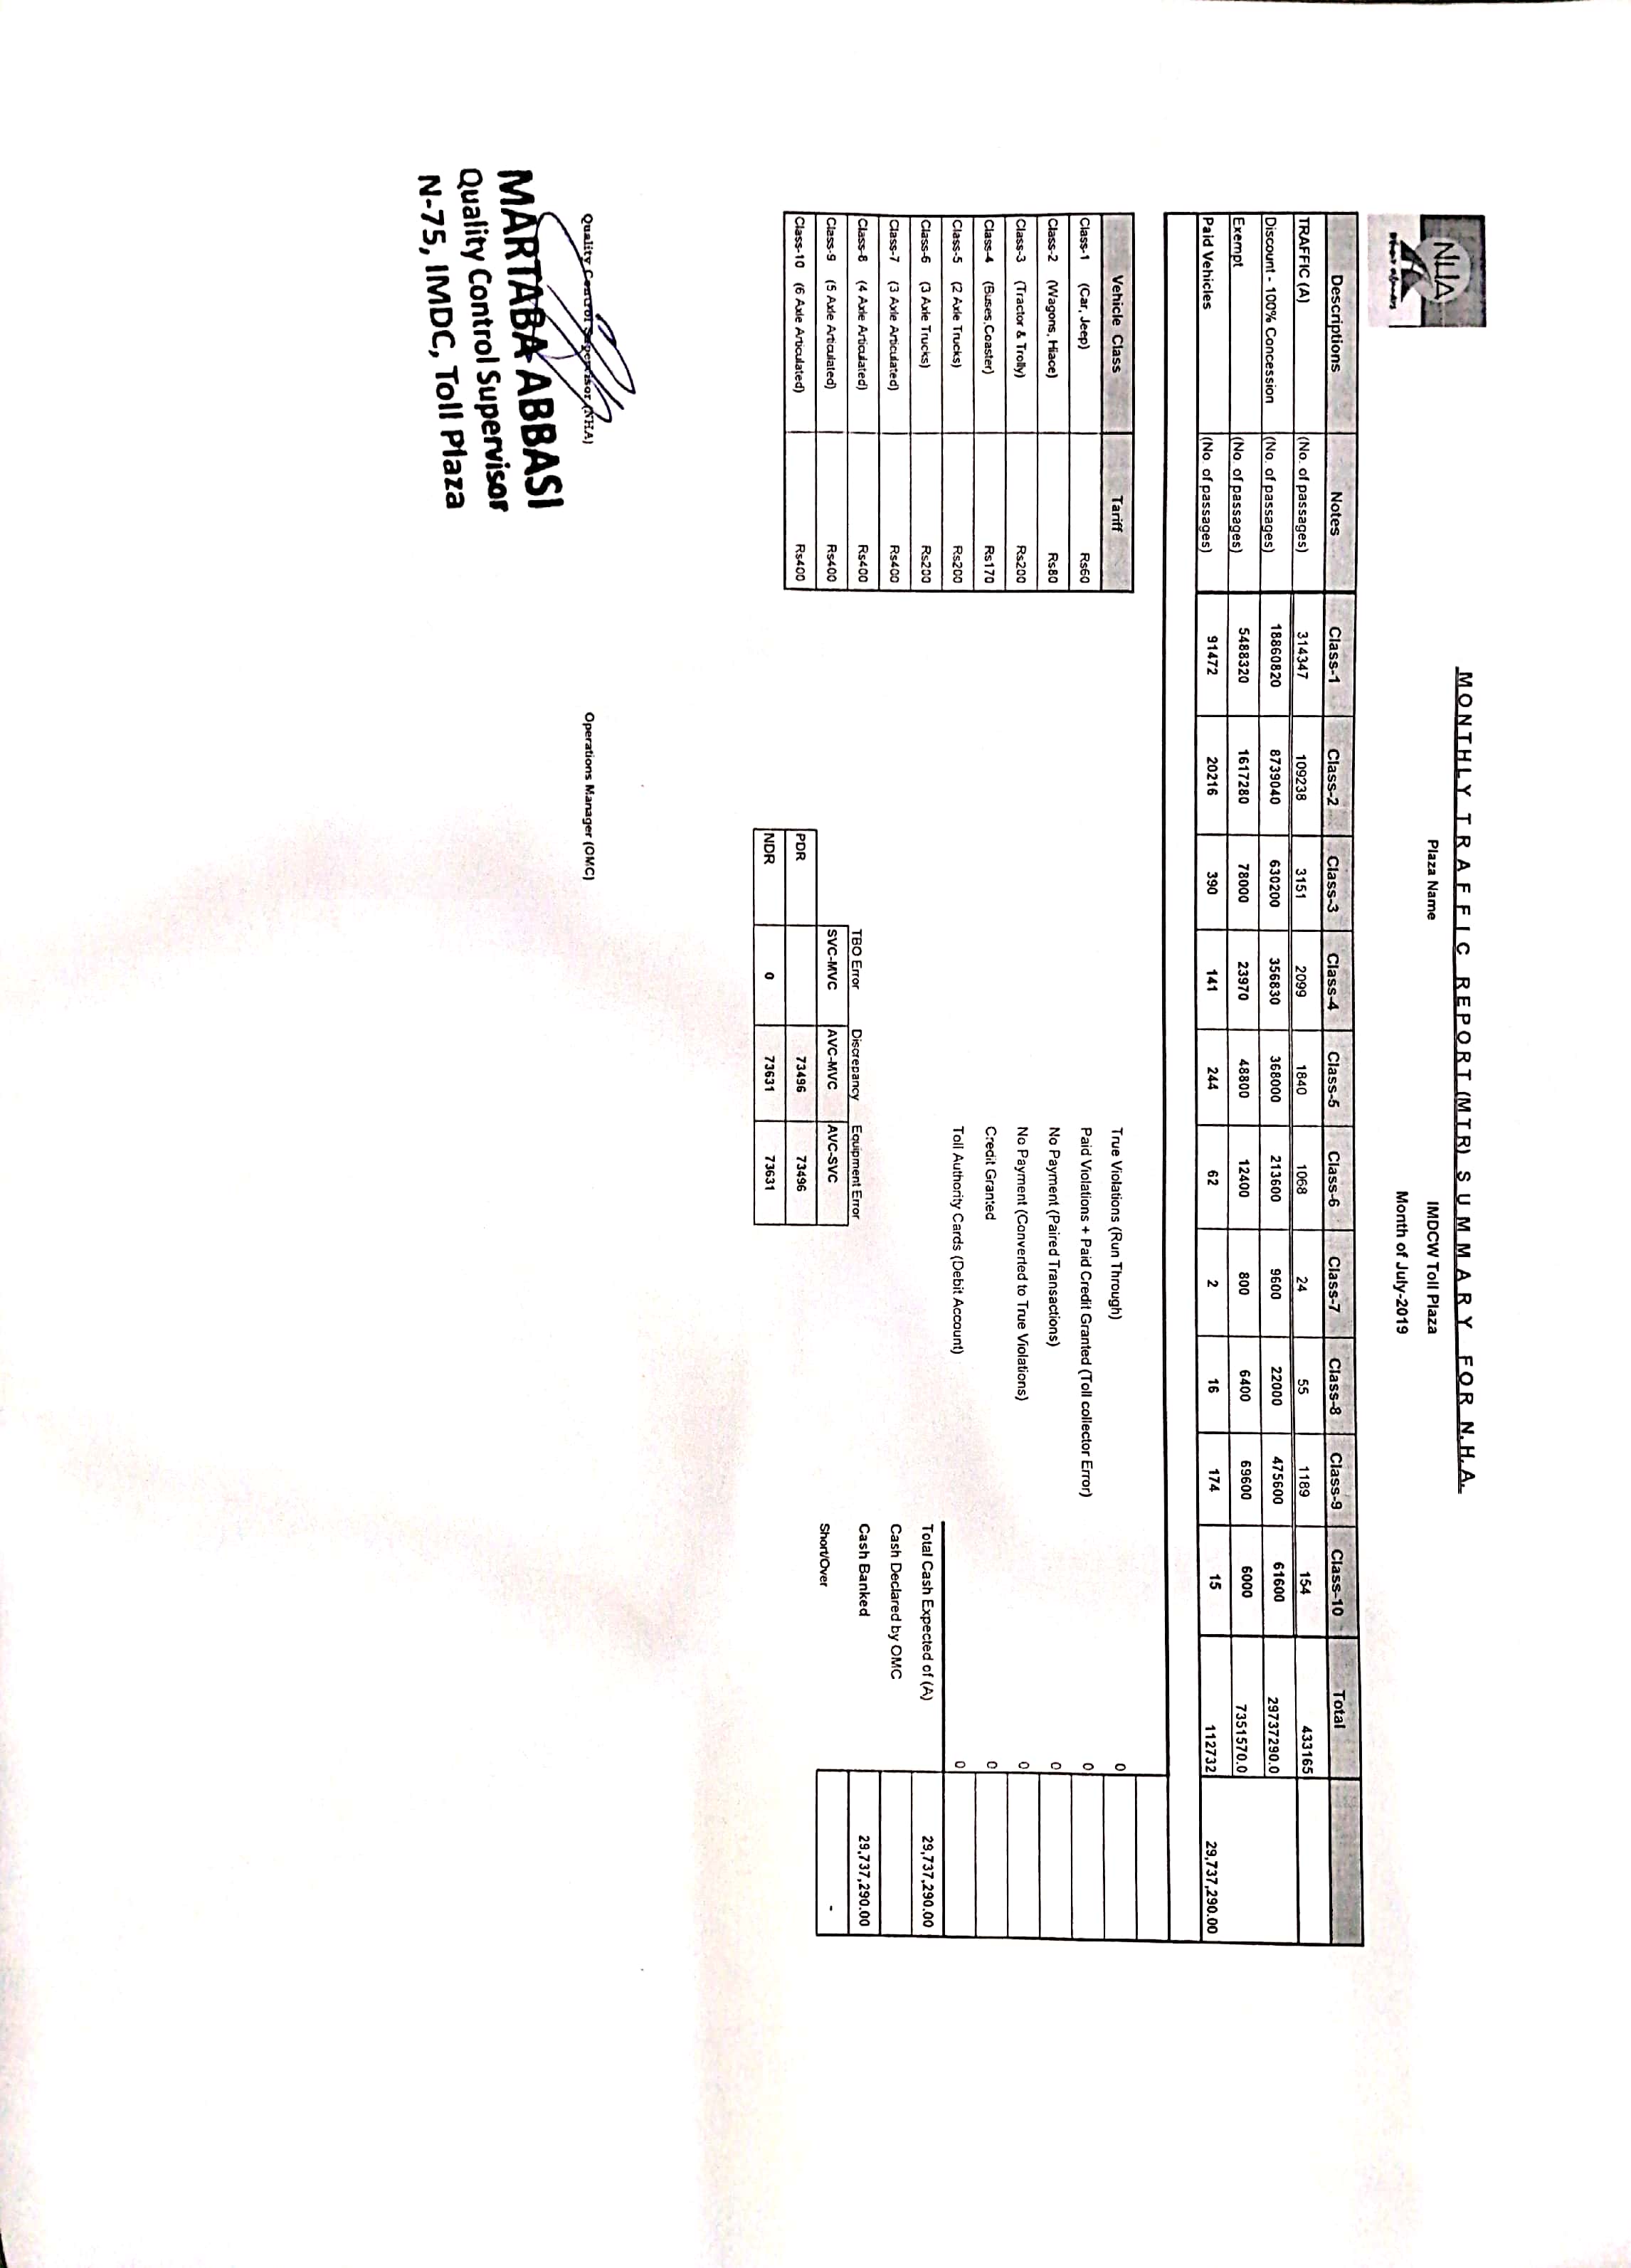 NHA
MONTHLY TRAFFIC REPORT (MTR) SUMMARY FOR N.H.A.
Plaza Name IMDCW Toll Plaza
Month of July-2019
Descriptions Notes Class-1 Class-2 Class-3 Class-4 Class-5 Class-6 Class-7 Class-8 Class-9 Class-10 Total
TRAFFIC (A) (No. of passages) 314347 109238 3151 2099 1840 1068 24 55 1189 154 433165
Discount - 100% Concession (No. of passages) 18860820 8739040 630200 356830 368000 213600 9600 22000 475600 61600 29737290.0
Exempt (No. of passages) 5488320 1617280 78000 23970 48800 12400 800 6400 69600 6000 7351570.0
Paid Vehicles (No. of passages) 91472 20216 390 141 244 62 2 16 174 15 112732 29,737,290.00
Vehicle Class Tariff
Class-1 (Car, Jeep) Rs60
Class-2 (Wagons, Hiace) Rs80
Class-3 (Tractor & Trolly) Rs200
Class-4 (Buses,Coaster) Rs170
Class-5 (2 Axle Trucks) Rs200
Class-6 (3 Axle Trucks) Rs200
Class-7 (3 Axle Articulated) Rs400
Class-8 (4 Axle Articulated) Rs400
Class-9 (5 Axle Articulated) Rs400
Class-10 (6 Axle Articulated) Rs400
True Violations (Run Through) 0
Paid Violations + Paid Credit Granted (Toll collector Error) 0
No Payment (Paired Transactions) 0
No Payment (Converted to True Violations) 0
Credit Granted 0
Toll Authority Cards (Debit Account) 0
Total Cash Expected of (A) 29,737,290.00
Cash Declared by OMC
Cash Banked 29,737,290.00
Short/Over -
TBO Error Discrepancy Equipment Error
SVC-MVC AVC-MVC AVC-SVC
PDR 73496 73496
NDR 0 73631 73631
Quality Control Supervisor (NHA) Operations Manager (OMC)
MARTABA ABBASI
Quality Control Supervisor
N-75, IMDC, Toll Plaza